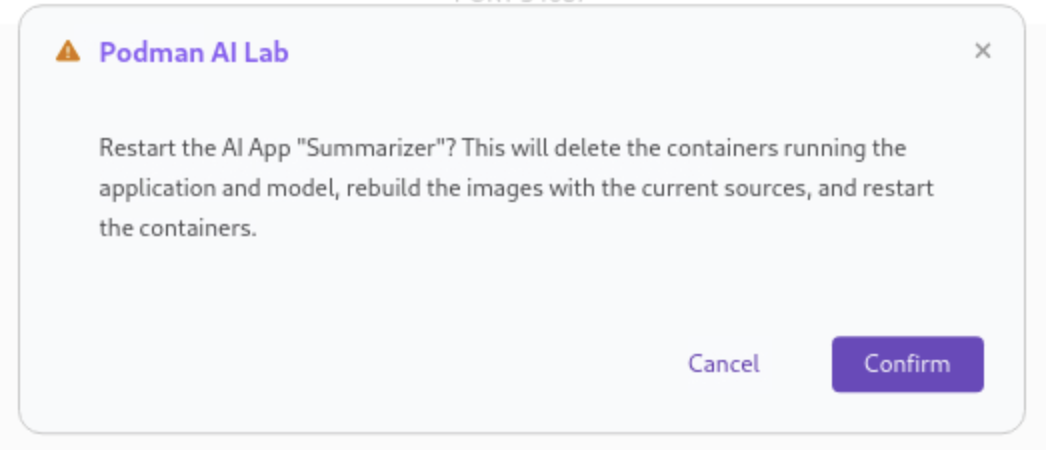 Podman AI Lab
Restart the AI App "Summarizer"? This will delete the containers running the
application and model, rebuild the images with the current sources, and restart
the containers.
Cancel
Confirm